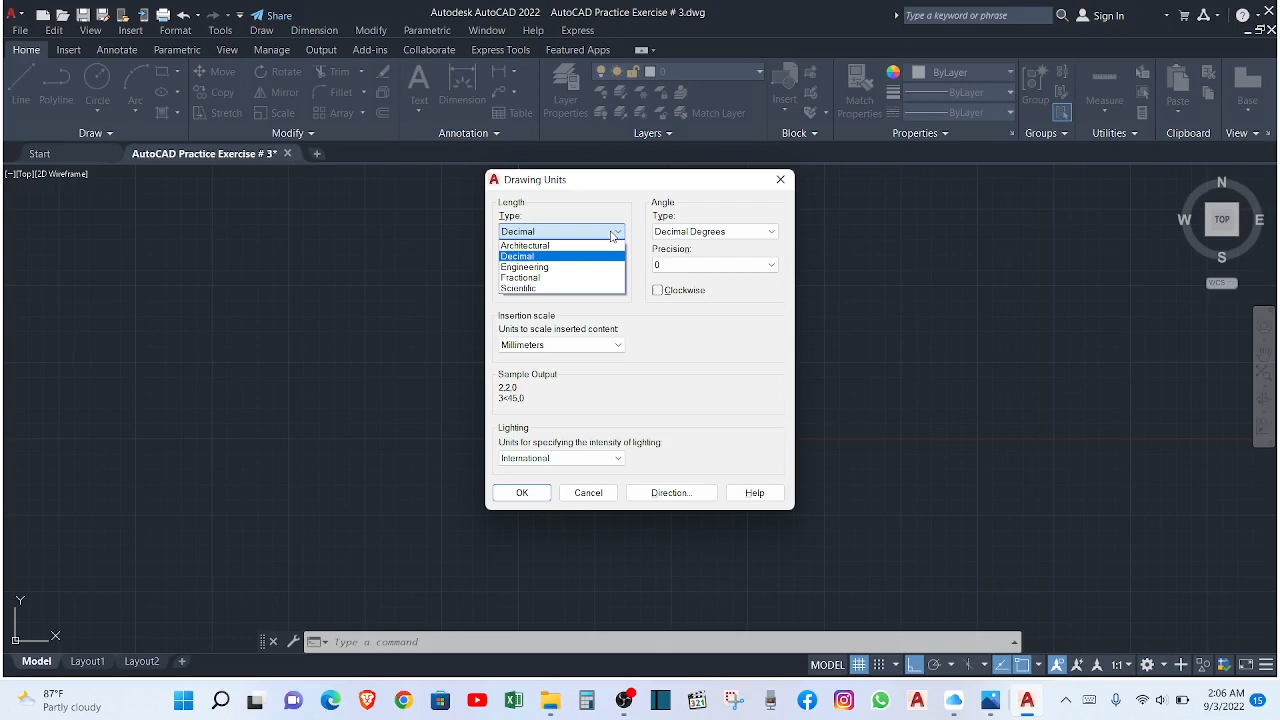 Share
Autodesk AutoCAD 2022 AutoCAD Practice Exercise # 3.dwg
Type a keyword or phrase
Sign In
File Edit View Insert Format Tools Draw Dimension Modify Parametric Window Help Express
Home Insert Annotate Parametric View Manage Output Add-ins Collaborate Express Tools Featured Apps
Move Rotate Trim 0 ByLayer
Copy Mirror Fillet ByLayer
Line Polyline Circle Arc Text Dimension Layer Insert Match Group Measure Paste Base
Stretch Scale Array Table Properties Match Layer Properties ByLayer
Draw Modify Annotation Layers Block Properties Groups Utilities Clipboard View
Start AutoCAD Practice Exercise # 3*
[−][Top][2D Wireframe]
N
W TOP E
S
WCS
Drawing Units
Length
Type:
Decimal
Architectural
Decimal
Engineering
Fractional
Scientific
Angle
Type:
Decimal Degrees
Precision:
0
Clockwise
Insertion scale
Units to scale inserted content:
Millimeters
Sample Output
2,2,0
3<45,0
Lighting
Units for specifying the intensity of lighting:
International
OK Cancel Direction... Help
Y
X
Type a command
Model Layout1 Layout2
MODEL 1:1
87°F
Partly cloudy
321
2:06 AM
9/3/2022
15